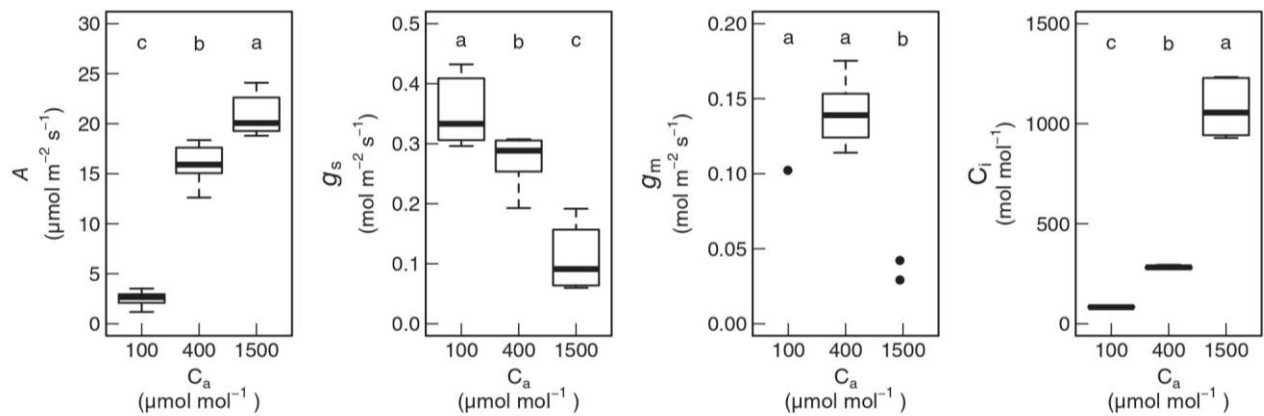 A
(μmol m⁻² s⁻¹)
30
25
20
15
10
5
0
c b a
100 400 1500
Cₐ
(μmol mol⁻¹ )
gₛ
(mol m⁻² s⁻¹)
0.5
0.4
0.3
0.2
0.1
0.0
a b c
100 400 1500
Cₐ
(μmol mol⁻¹ )
gₘ
(mol m⁻² s⁻¹)
0.20
0.15
0.10
0.05
0.00
a a b
100 400 1500
Cₐ
(μmol mol⁻¹ )
Cᵢ
(mol mol⁻¹)
1500
1000
500
0
c b a
100 400 1500
Cₐ
(μmol mol⁻¹ )